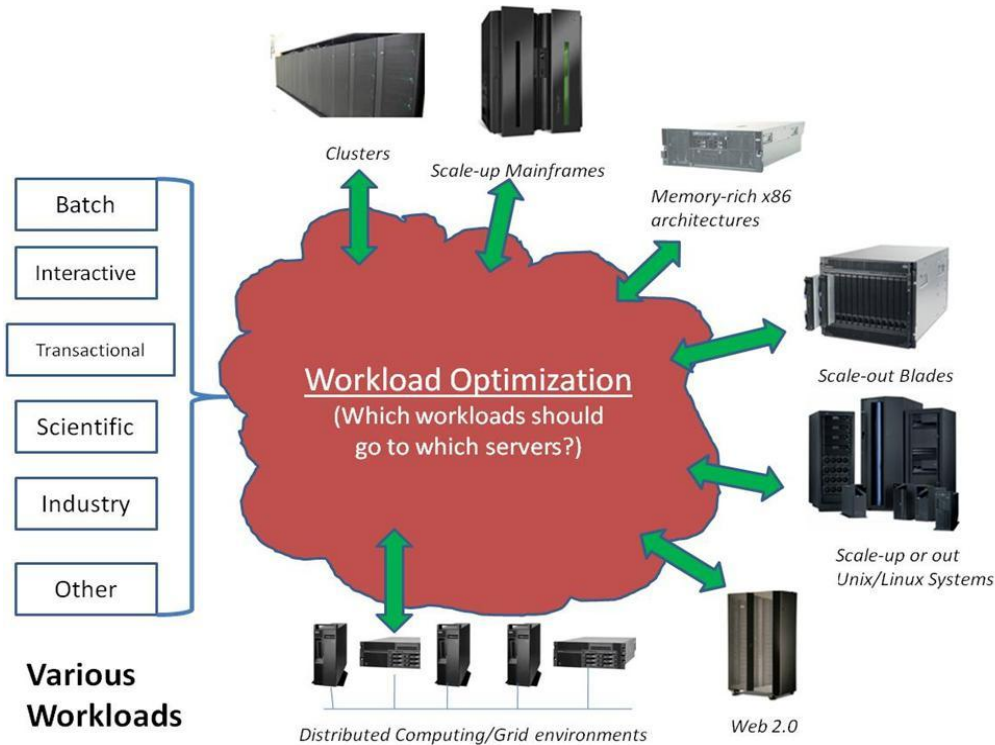 Clusters
Scale-up Mainframes
Memory-rich x86
architectures
Batch
Interactive
Transactional
Scientific
Industry
Other
Various
Workloads
Workload Optimization
(Which workloads should
go to which servers?)
Scale-out Blades
Scale-up or out
Unix/Linux Systems
Web 2.0
Distributed Computing/Grid environments